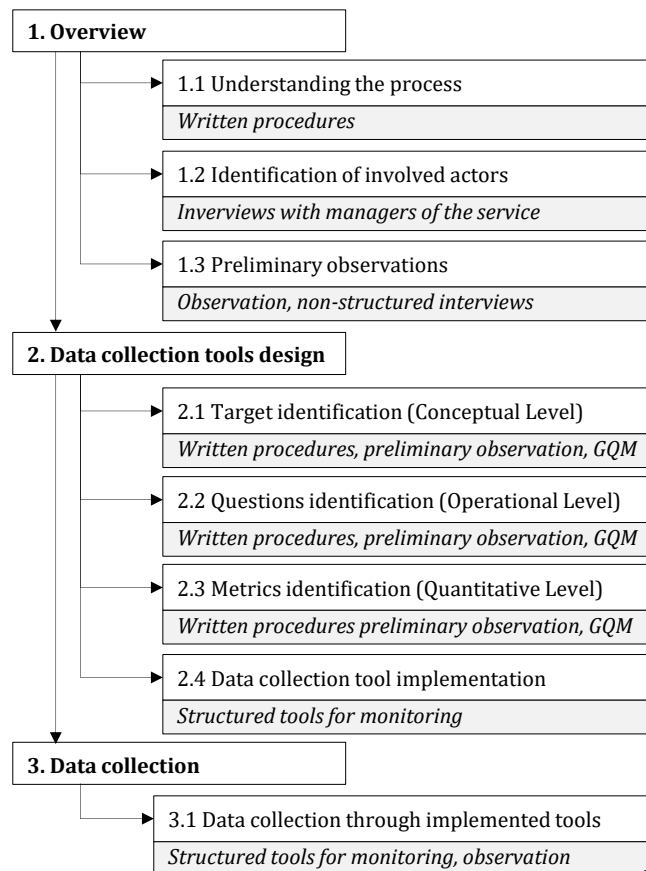 1. Overview
1.1 Understanding the process
Written procedures
1.2 Identification of involved actors
Inverviews with managers of the service
1.3 Preliminary observations
Observation, non-structured interviews
2. Data collection tools design
2.1 Target identification (Conceptual Level)
Written procedures, preliminary observation, GQM
2.2 Questions identification (Operational Level)
Written procedures, preliminary observation, GQM
2.3 Metrics identification (Quantitative Level)
Written procedures preliminary observation, GQM
2.4 Data collection tool implementation
Structured tools for monitoring
3. Data collection
3.1 Data collection through implemented tools
Structured tools for monitoring, observation